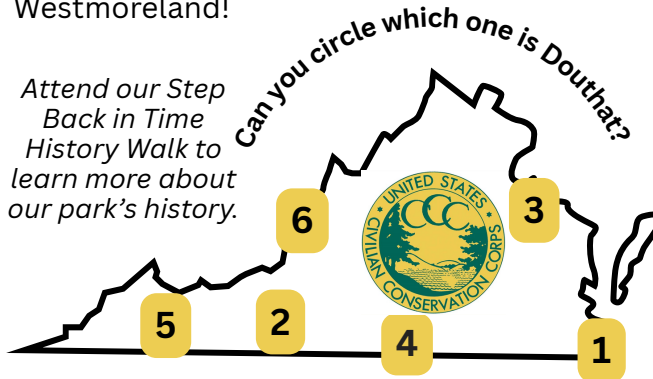 Westmoreland!
Can you circle which one is Douthat?
Attend our Step
Back in Time
History Walk to
learn more about
our park's history.
UNITED STATES
CCC
CIVILIAN CONSERVATION CORPS
6
3
5
2
4
1